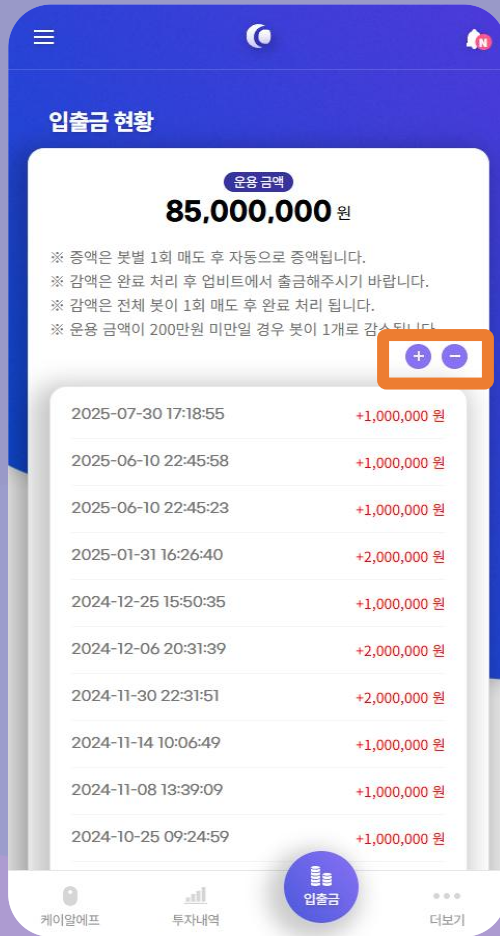 N
입출금 현황
운용 금액
85,000,000 원
※ 증액은 봇별 1회 매도 후 자동으로 증액됩니다.
※ 감액은 완료 처리 후 업비트에서 출금해주시기 바랍니다.
※ 감액은 전체 봇이 1회 매도 후 완료 처리 됩니다.
※ 운용 금액이 200만원 미만일 경우 봇이 1개로 감소됩니다.
+ −
2025-07-30 17:18:55 +1,000,000 원
2025-06-10 22:45:58 +1,000,000 원
2025-06-10 22:45:23 +1,000,000 원
2025-01-31 16:26:40 +2,000,000 원
2024-12-25 15:50:35 +1,000,000 원
2024-12-06 20:31:39 +2,000,000 원
2024-11-30 22:31:51 +2,000,000 원
2024-11-14 10:06:49 +1,000,000 원
2024-11-08 13:39:09 +1,000,000 원
2024-10-25 09:24:59 +1,000,000 원
케이알에프 투자내역 입출금 더보기